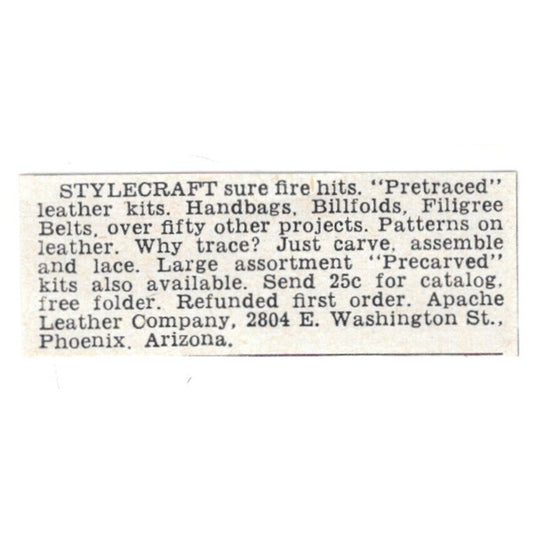 STYLECRAFT sure fire hits. "Pretraced"
leather kits. Handbags, Billfolds, Filigree
Belts, over fifty other projects. Patterns on
leather. Why trace? Just carve, assemble
and lace. Large assortment "Precarved"
kits also available. Send 25c for catalog,
free folder. Refunded first order. Apache
Leather Company, 2804 E. Washington St.,
Phoenix, Arizona.